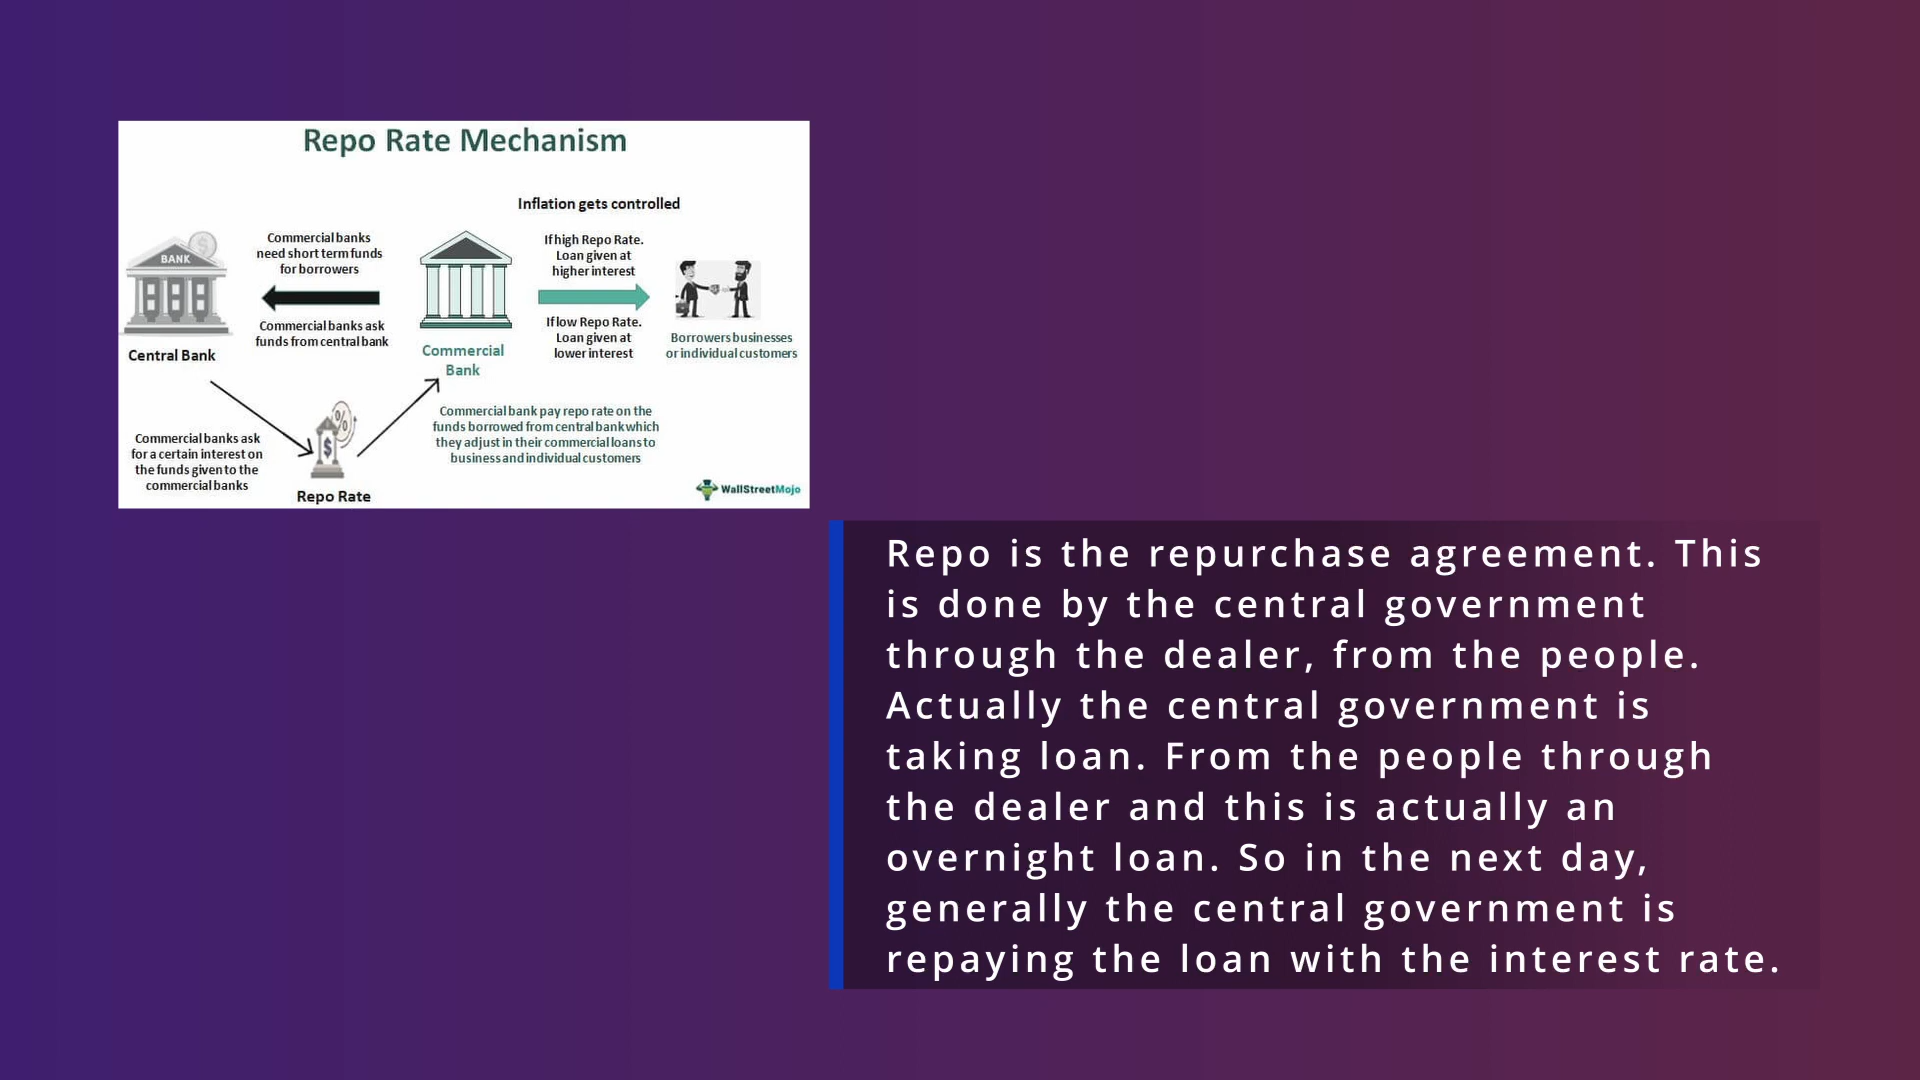 Repo Rate Mechanism
Inflation gets controlled
Commercial banks
need short term funds
for borrowers
If high Repo Rate.
Loan given at
higher interest
BANK
$
Commercial banks ask
funds from central bank
If low Repo Rate.
Loan given at
lower interest
Central Bank
Commercial
Bank
Borrowers businesses
or individual customers
%
$
Commercial bank pay repo rate on the
funds borrowed from central bank which
they adjust in their commercial loans to
business and individual customers
Commercial banks ask
for a certain interest on
the funds given to the
commercial banks
Repo Rate
WallStreetMojo
Repo is the repurchase agreement. This
is done by the central government
through the dealer, from the people.
Actually the central government is
taking loan. From the people through
the dealer and this is actually an
overnight loan. So in the next day,
generally the central government is
repaying the loan with the interest rate.